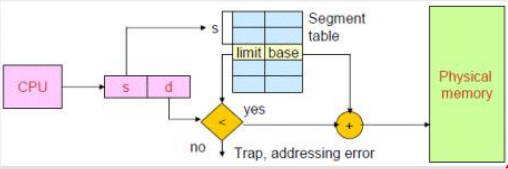 Segment
table
s
limit base
CPU
s d
Physical
memory
<
yes
+
no
Trap, addressing error